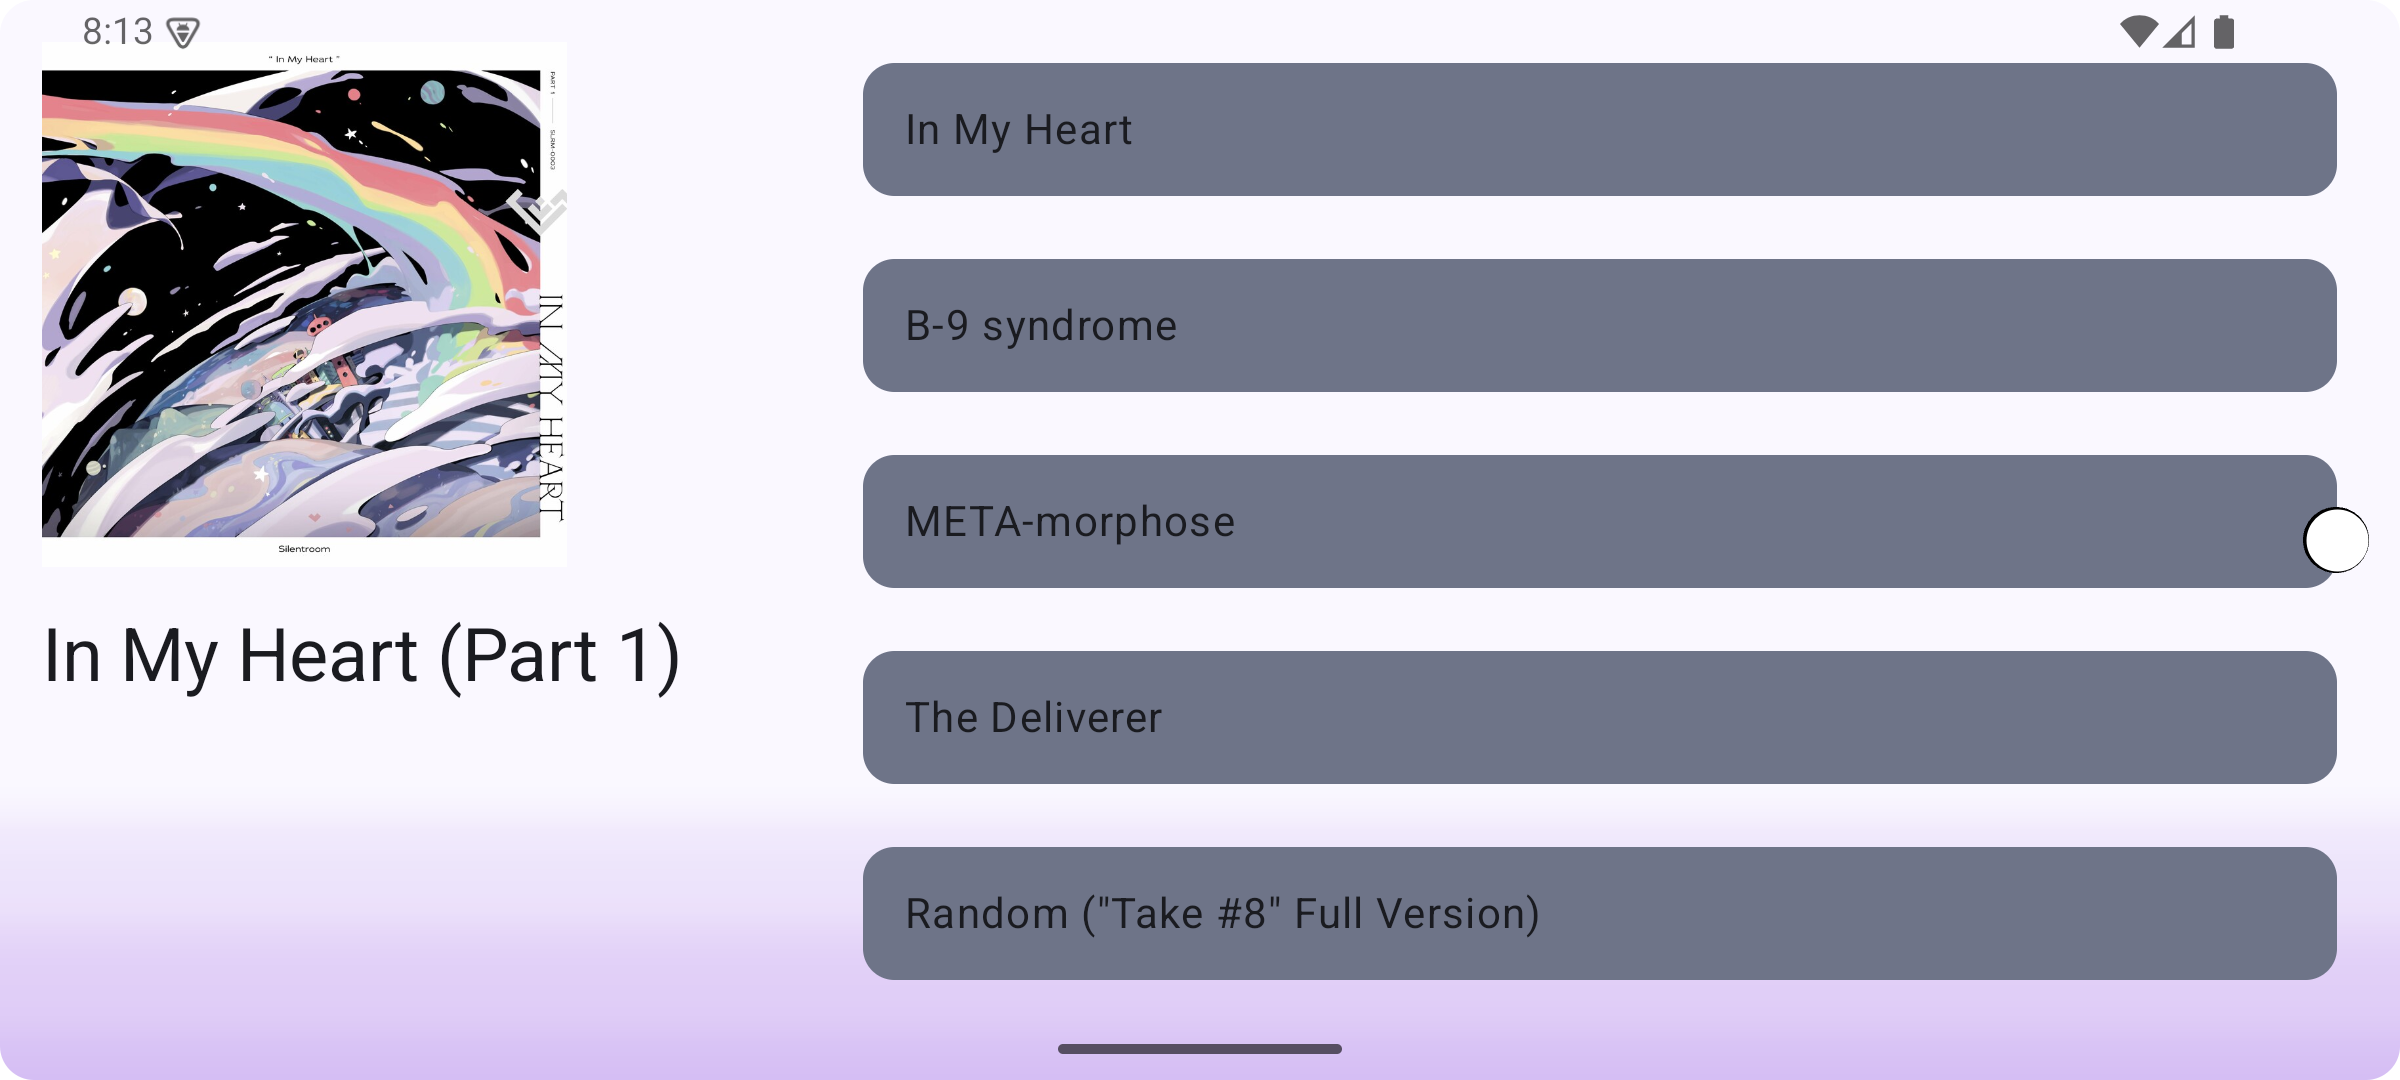 8:13
" In My Heart "
PART 1
SLRM-0003
IN MY HEART
Silentroom
In My Heart (Part 1)
In My Heart
B-9 syndrome
META-morphose
The Deliverer
Random ("Take #8" Full Version)